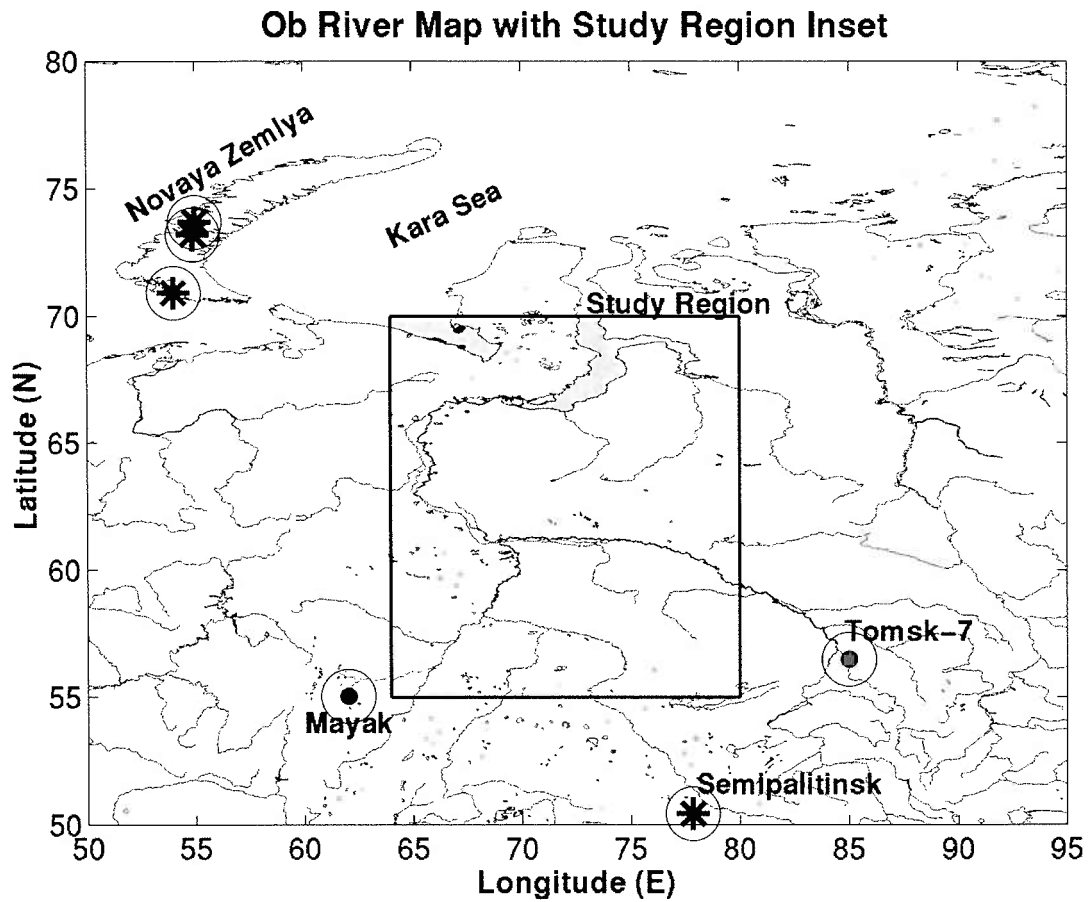 Ob River Map with Study Region Inset
80
75
70
65
60
55
50
Latitude (N)
Novaya Zemlya
Kara Sea
Study Region
Tomsk-7
Mayak
Semipalitinsk
50 55 60 65 70 75 80 85 90 95
Longitude (E)